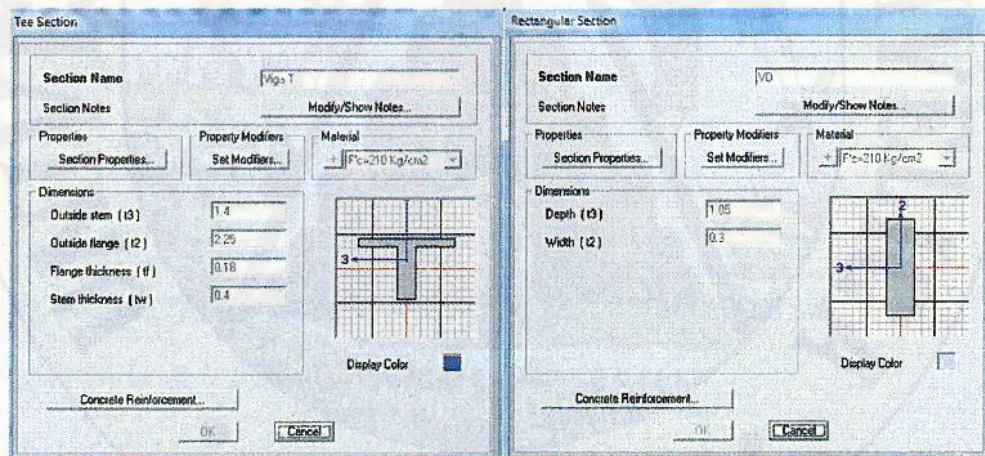 Tee Section
Section Name
Viga T
Section Notes
Modify/Show Notes...
Properties
Section Properties...
Property Modifiers
Set Modifiers...
Material
+ F'c=210 Kg/cm2
Dimensions
Outside stem ( t3 )
1.4
Outside flange ( t2 )
2.25
Flange thickness ( tf )
0.18
Stem thickness ( tw )
0.4
3
Display Color
Concrete Reinforcement...
OK
Cancel
Rectangular Section
Section Name
VD
Section Notes
Modify/Show Notes...
Properties
Section Properties...
Property Modifiers
Set Modifiers...
Material
+ F'c=210 Kg/cm2
Dimensions
Depth ( t3 )
1.05
Width ( t2 )
0.3
2
3
Display Color
Concrete Reinforcement...
OK
Cancel